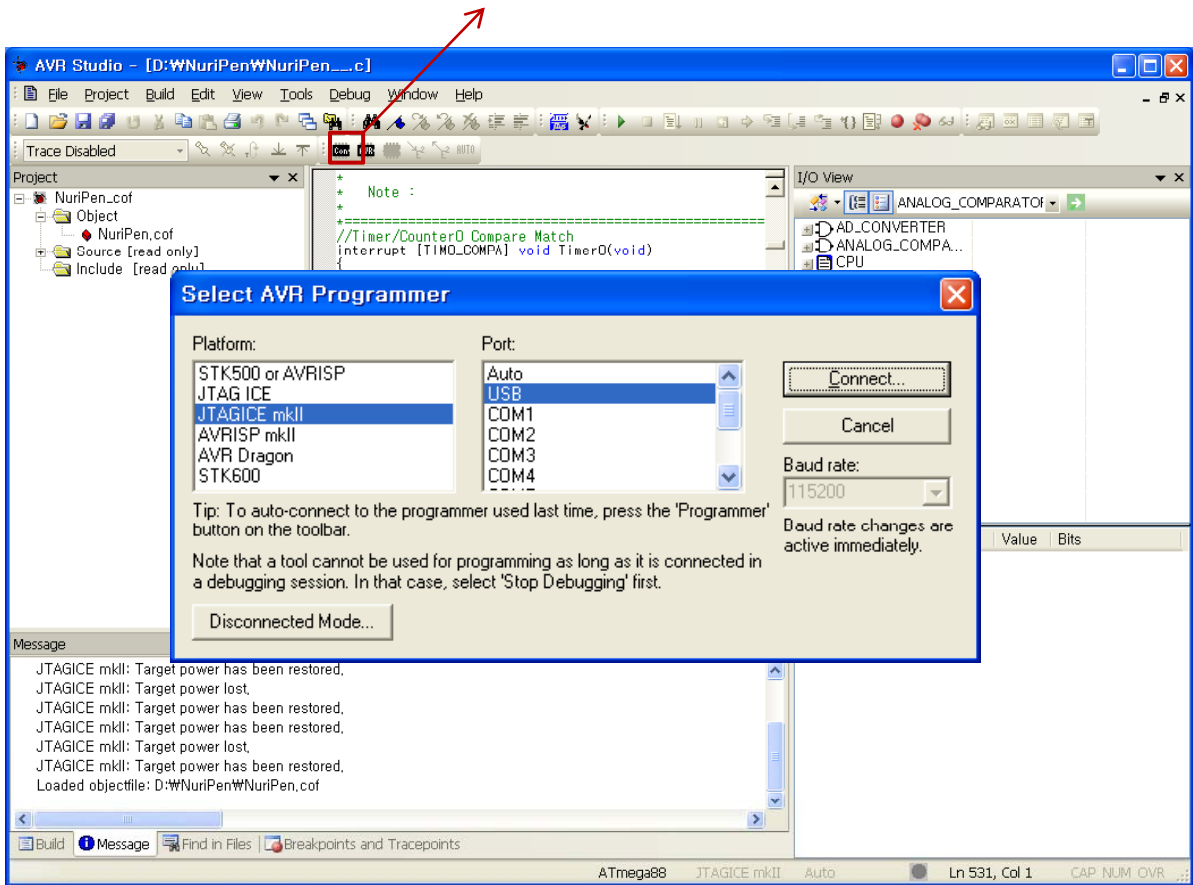 AVR Studio - [D:₩NuriPen₩NuriPen__.c]
File Project Build Edit View Tools Debug Window Help
Trace Disabled
Con AVR AUTO
Project
NuriPen_cof
Object
NuriPen.cof
Source [read only]
Include [read only]
*
* Note :
*
*
//Timer/Counter0 Compare Match
interrupt [TIM0_COMPA] void Timer0(void)
{
I/O View
ANALOG_COMPARATOR
AD_CONVERTER
ANALOG_COMPA...
CPU
Select AVR Programmer
Platform:
STK500 or AVRISP
JTAG ICE
JTAGICE mkII
AVRISP mkII
AVR Dragon
STK600
Port:
Auto
USB
COM1
COM2
COM3
COM4
Connect...
Cancel
Baud rate:
115200
Baud rate changes are
active immediately.
Tip: To auto-connect to the programmer used last time, press the 'Programmer'
button on the toolbar.
Note that a tool cannot be used for programming as long as it is connected in
a debugging session. In that case, select 'Stop Debugging' first.
Disconnected Mode...
Value Bits
Message
JTAGICE mkII: Target power has been restored.
JTAGICE mkII: Target power lost.
JTAGICE mkII: Target power has been restored.
JTAGICE mkII: Target power has been restored.
JTAGICE mkII: Target power lost.
JTAGICE mkII: Target power has been restored.
Loaded objectfile: D:₩NuriPen₩NuriPen.cof
Build Message Find in Files Breakpoints and Tracepoints
ATmega88 JTAGICE mkII Auto Ln 531, Col 1 CAP NUM OVR